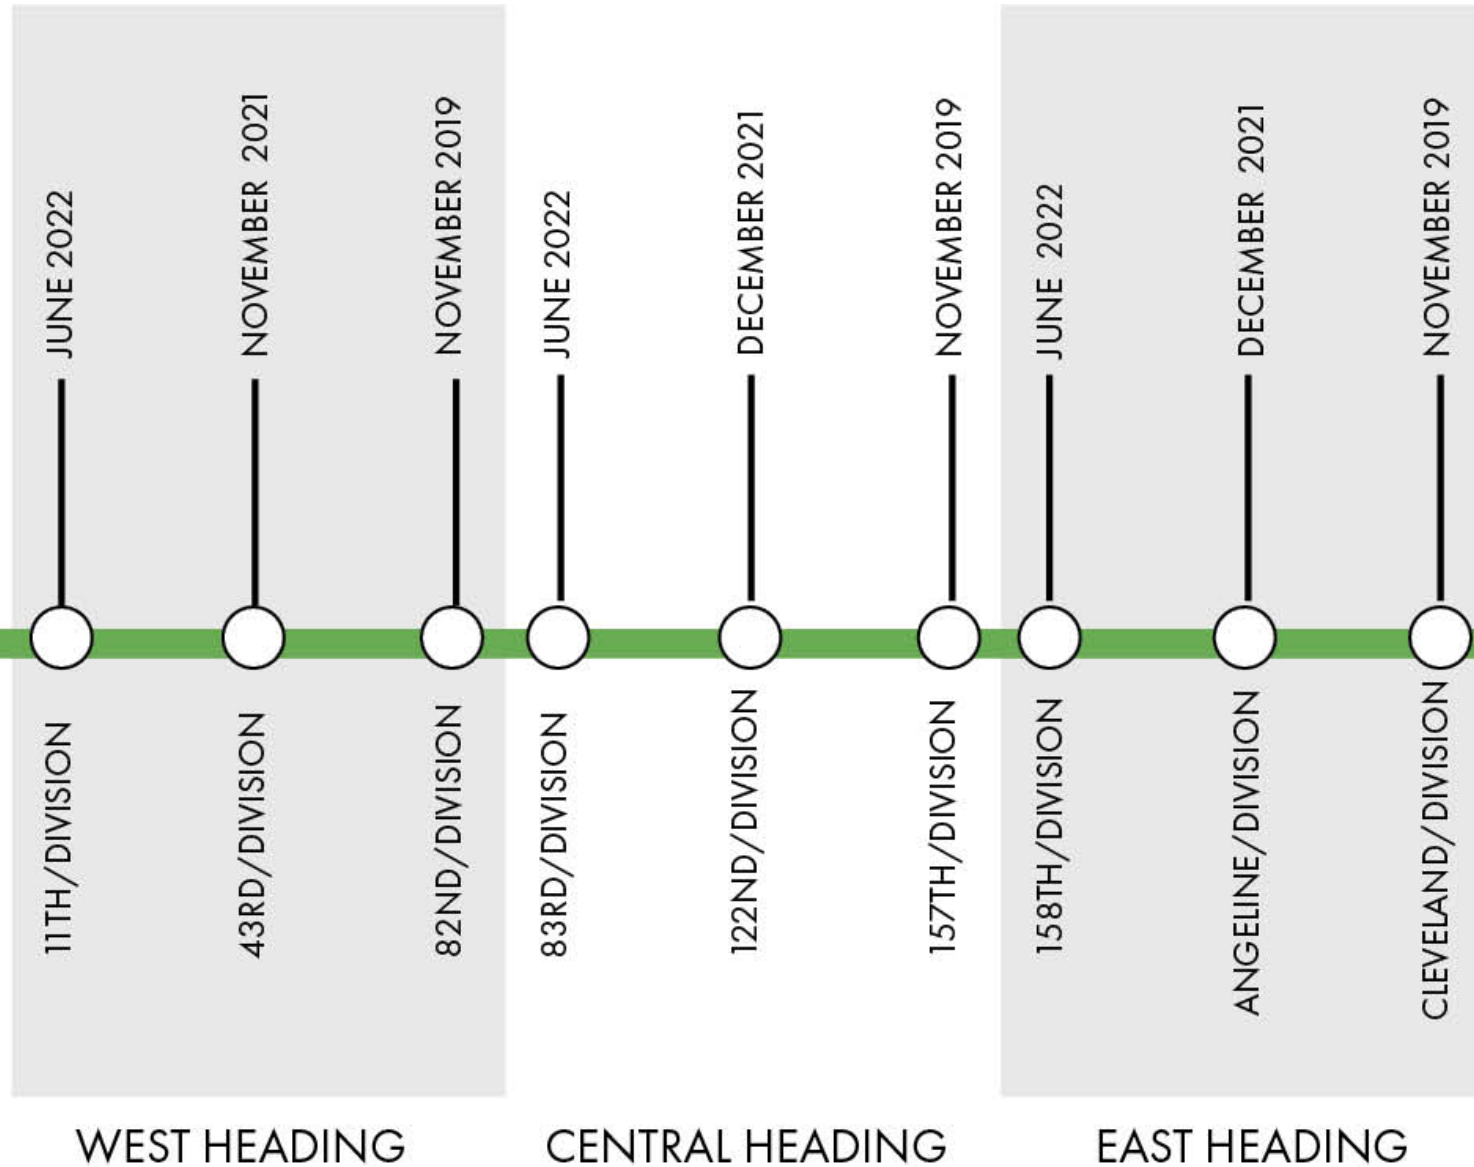 JUNE 2022
NOVEMBER 2021
NOVEMBER 2019
JUNE 2022
DECEMBER 2021
NOVEMBER 2019
JUNE 2022
DECEMBER 2021
NOVEMBER 2019
11TH/DIVISION
43RD/DIVISION
82ND/DIVISION
83RD/DIVISION
122ND/DIVISION
157TH/DIVISION
158TH/DIVISION
ANGELINE/DIVISION
CLEVELAND/DIVISION
WEST HEADING
CENTRAL HEADING
EAST HEADING